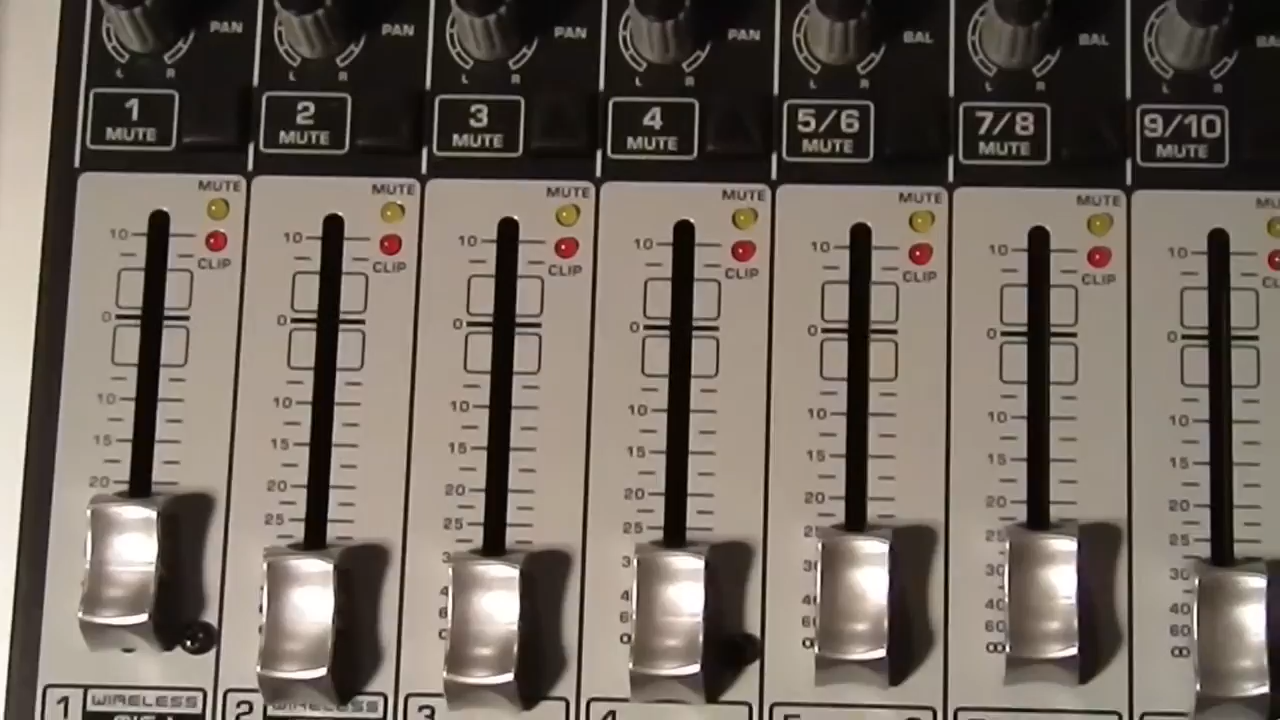 PAN PAN PAN PAN BAL BAL
L R L R L R L R L R L R L R
1 2 3 4 5/6 7/8 9/10
MUTE MUTE MUTE MUTE MUTE MUTE MUTE
MUTE MUTE MUTE MUTE MUTE MUTE
10 10 10 10 10 10 10
CLIP CLIP CLIP CLIP CLIP CLIP
0 0 0 0 0 0 0
10 10 10 10 10 10 10
15 15 15 15 15 15
20 20 20 20 20 20 20
25 25 25 25 25
30 30
40 40
60 60
∞ ∞
1 WIRELESS 2 WIRELESS 3 4